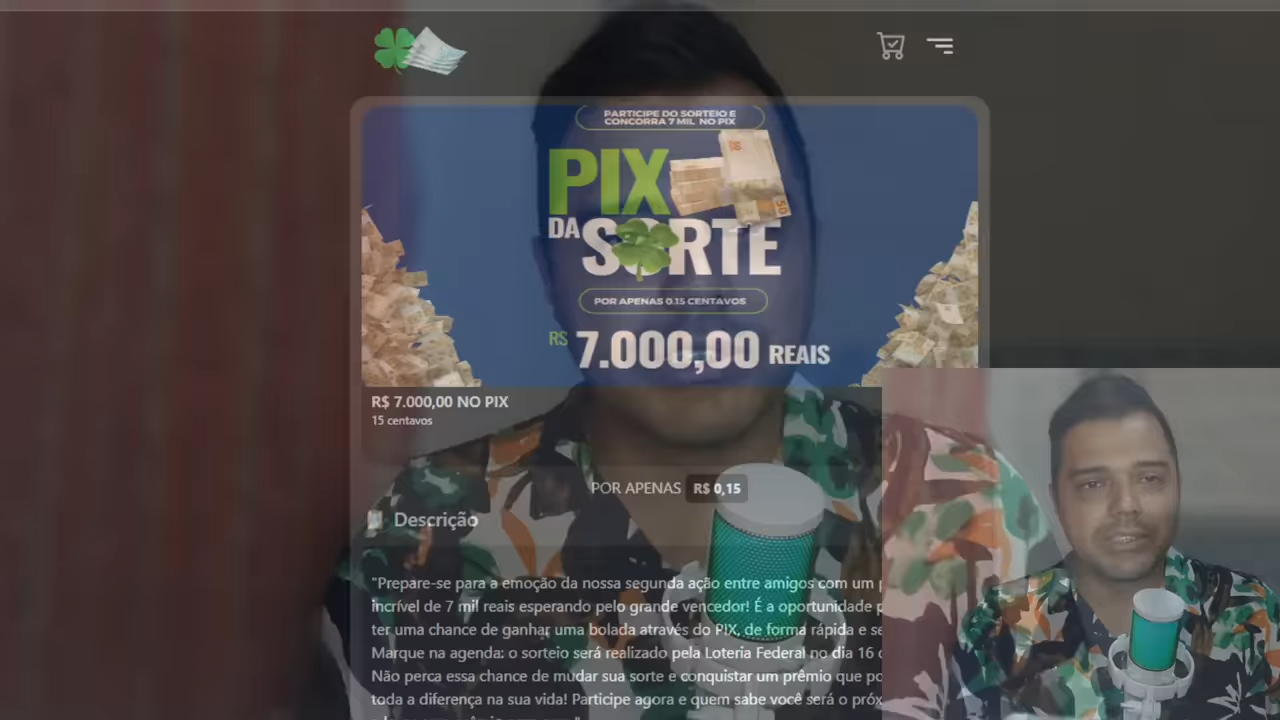 PARTICIPE DO SORTEIO E
CONCORRA 7 MIL NO PIX
PIX
DA SORTE
POR APENAS 0.15 CENTAVOS
R$ 7.000,00 REAIS
R$ 7.000,00 NO PIX
15 centavos
POR APENAS R$ 0,15
Descrição
"Prepare-se para a emoção da nossa segunda ação entre amigos com um
incrível de 7 mil reais esperando pelo grande vencedor! É a oportunidade
ter uma chance de ganhar uma bolada através do PIX, de forma rápida e
Marque na agenda: o sorteio será realizado pela Loteria Federal no dia 16
Não perca essa chance de mudar sua sorte e conquistar um prêmio que
toda a diferença na sua vida! Participe agora e quem sabe você será o